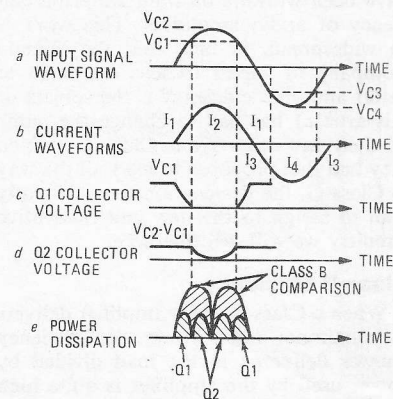 VC2
VC1
a INPUT SIGNAL WAVEFORM
TIME
VC3
VC4
b CURRENT WAVEFORMS
I1
I2
I1
TIME
I3
I4
I3
VC1
c Q1 COLLECTOR VOLTAGE
TIME
VC2-VC1
d Q2 COLLECTOR VOLTAGE
TIME
CLASS B COMPARISON
e POWER DISSIPATION
TIME
-Q1
Q1
Q2